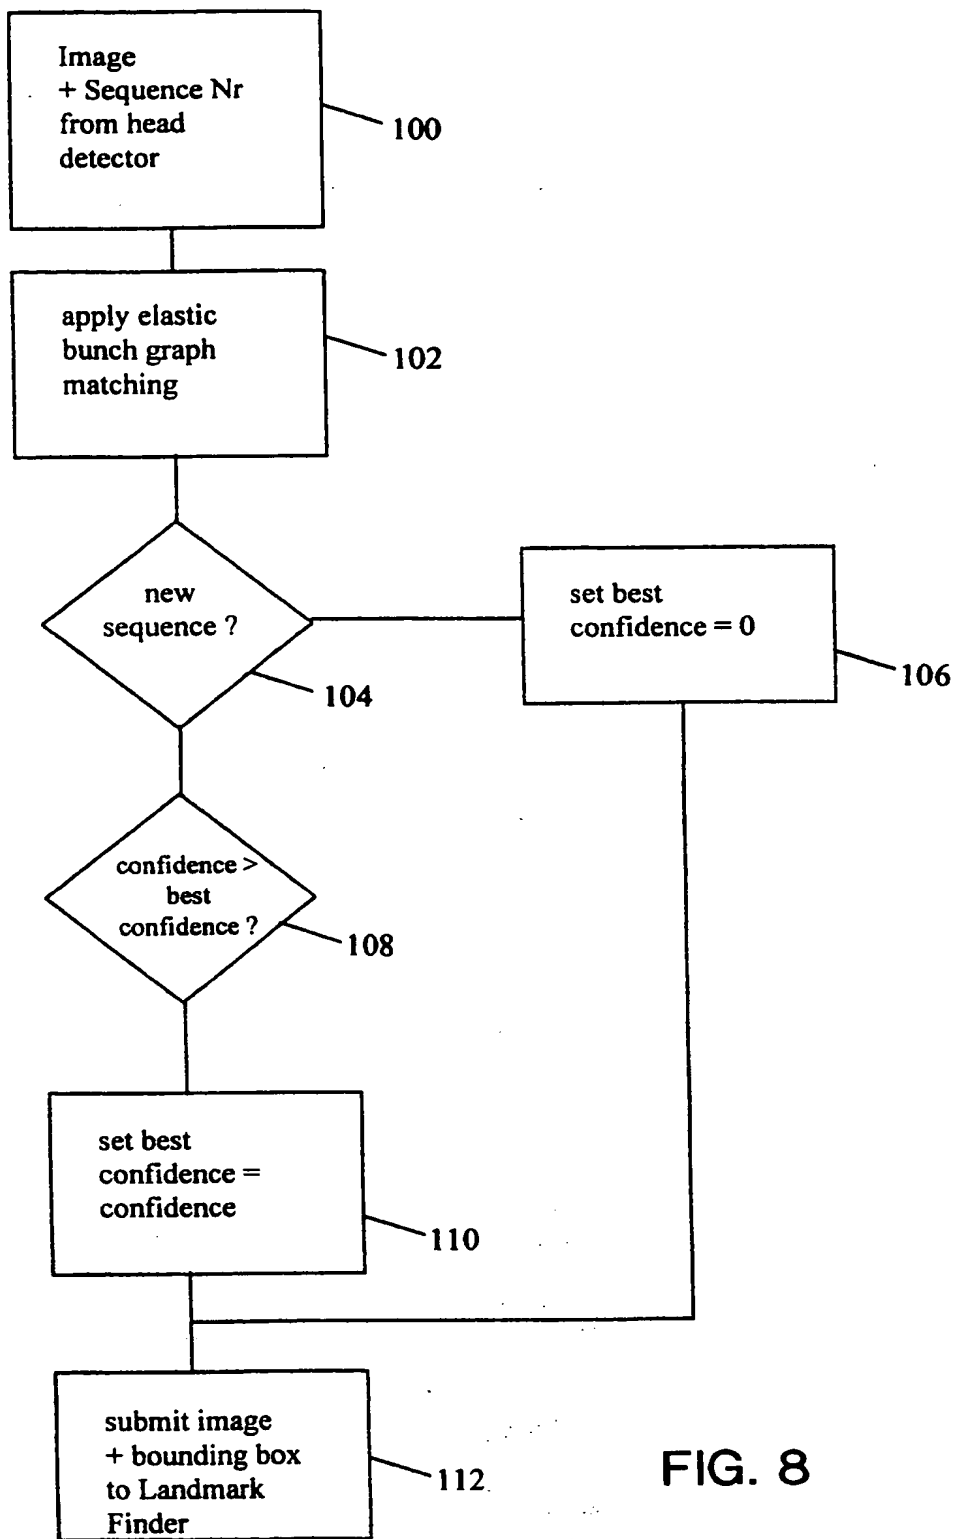 Image
+ Sequence Nr
from head
detector
100
apply elastic
bunch graph
matching
102
new
sequence ?
104
set best
confidence = 0
106
confidence >
best
confidence ?
108
set best
confidence =
confidence
110
submit image
+ bounding box
to Landmark
Finder
112
FIG. 8